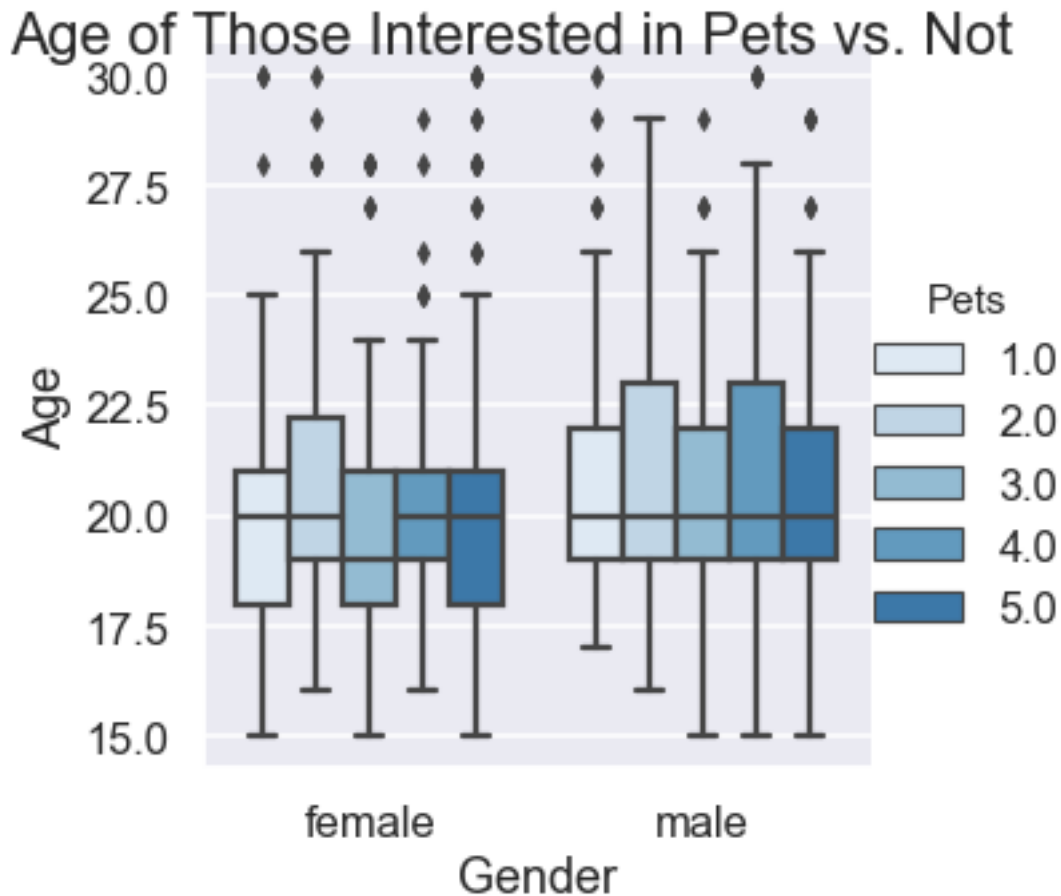 Age of Those Interested in Pets vs. Not
30.0
27.5
25.0
22.5
20.0
17.5
15.0
Age
female
male
Gender
Pets
1.0
2.0
3.0
4.0
5.0